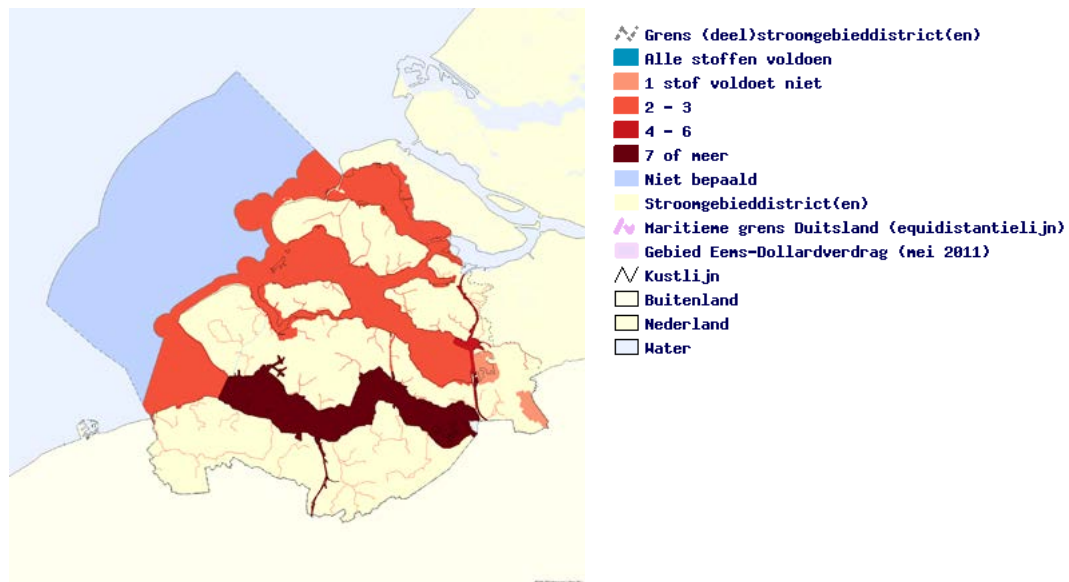 Grens (deel)stroomgebieddistrict(en)
Alle stoffen voldoen
1 stof voldoet niet
2 - 3
4 - 6
7 of meer
Niet bepaald
Stroomgebieddistrict(en)
Maritieme grens Duitsland (equidistantielijn)
Gebied Eems-Dollardverdrag (mei 2011)
Kustlijn
Buitenland
Nederland
Water